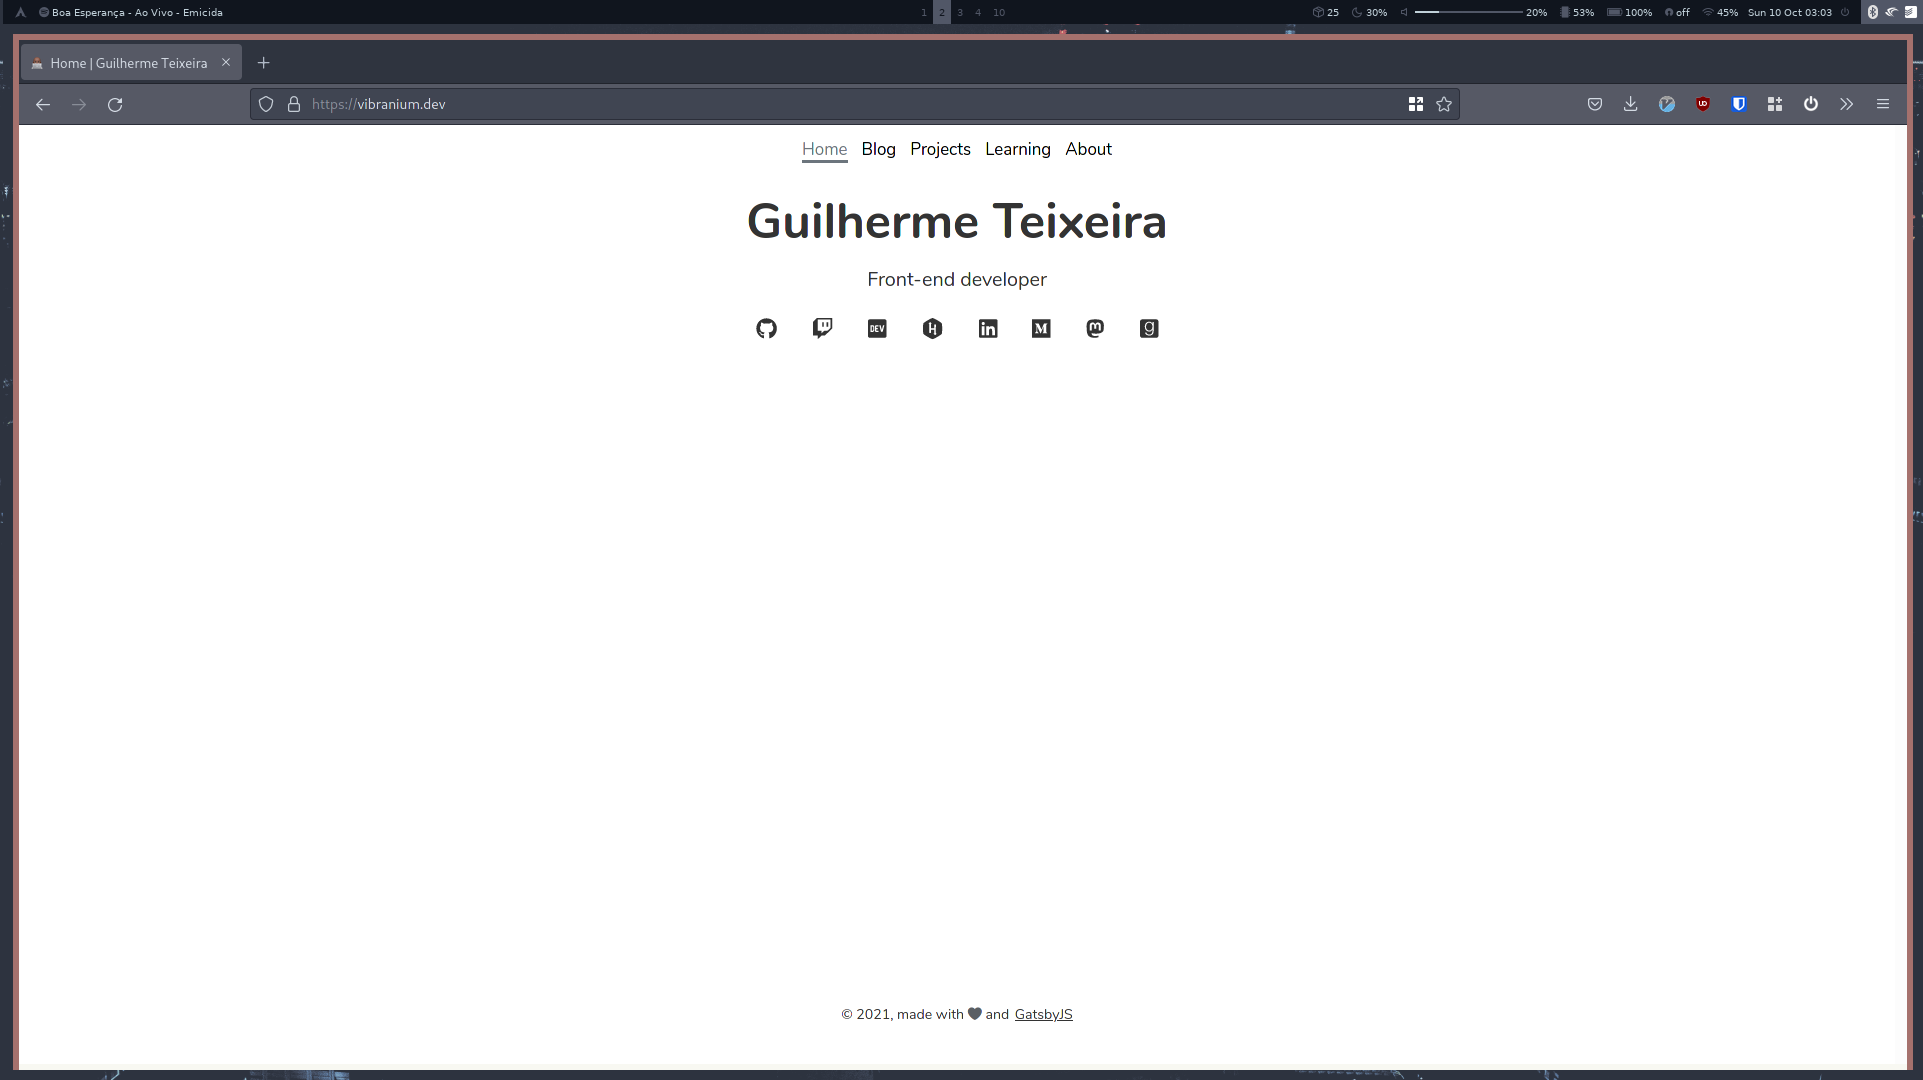 Boa Esperança - Ao Vivo - Emicida
1 2 3 4 10
25 30% 20% 53% 100% off 45% Sun 10 Oct 03:03
Home | Guilherme Teixeira
https://vibranium.dev
Home Blog Projects Learning About
Guilherme Teixeira
Front-end developer
DEV
© 2021, made with and GatsbyJS